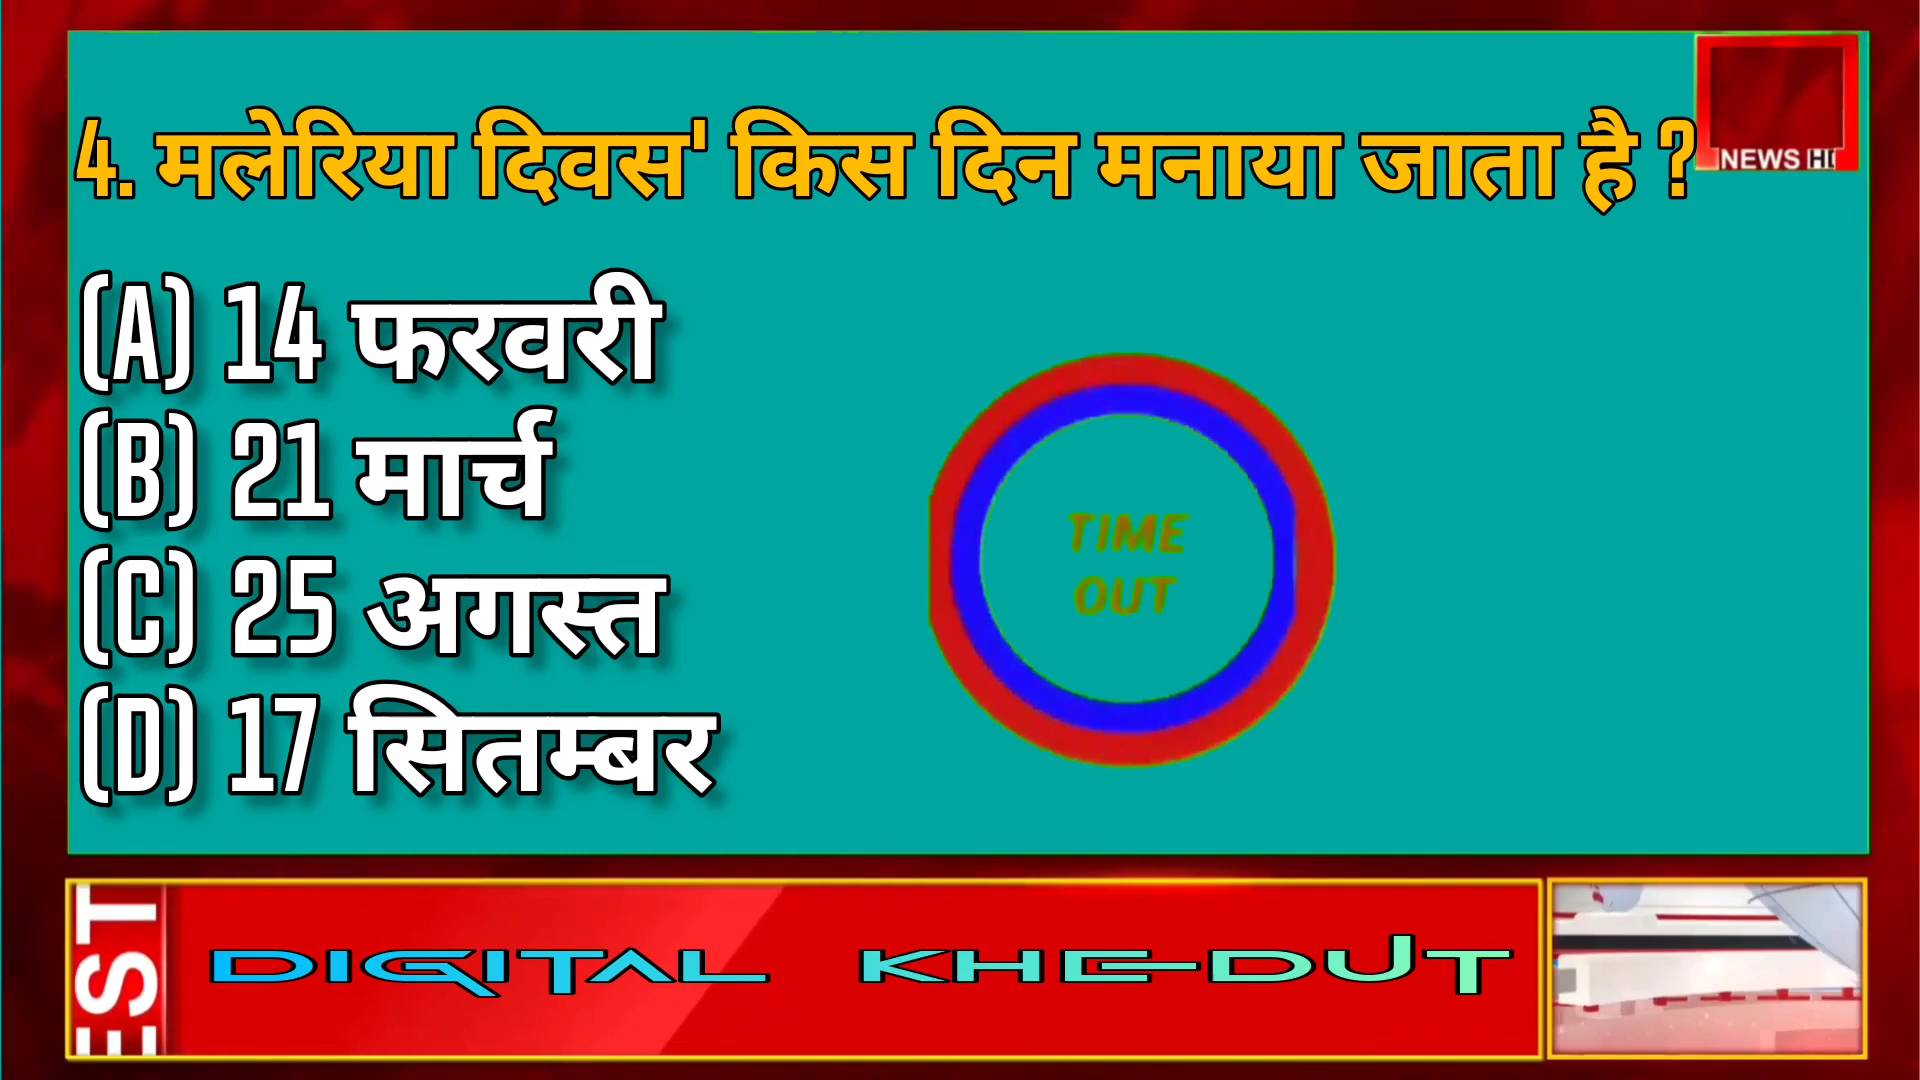 4. मलेरिया दिवस' किस दिन मनाया जाता है ?
NEWS HD
(A) 14 फरवरी
(B) 21 मार्च
(C) 25 अगस्त
(D) 17 सितम्बर
TIME
OUT
EST
DIGITAL KHE-DUT